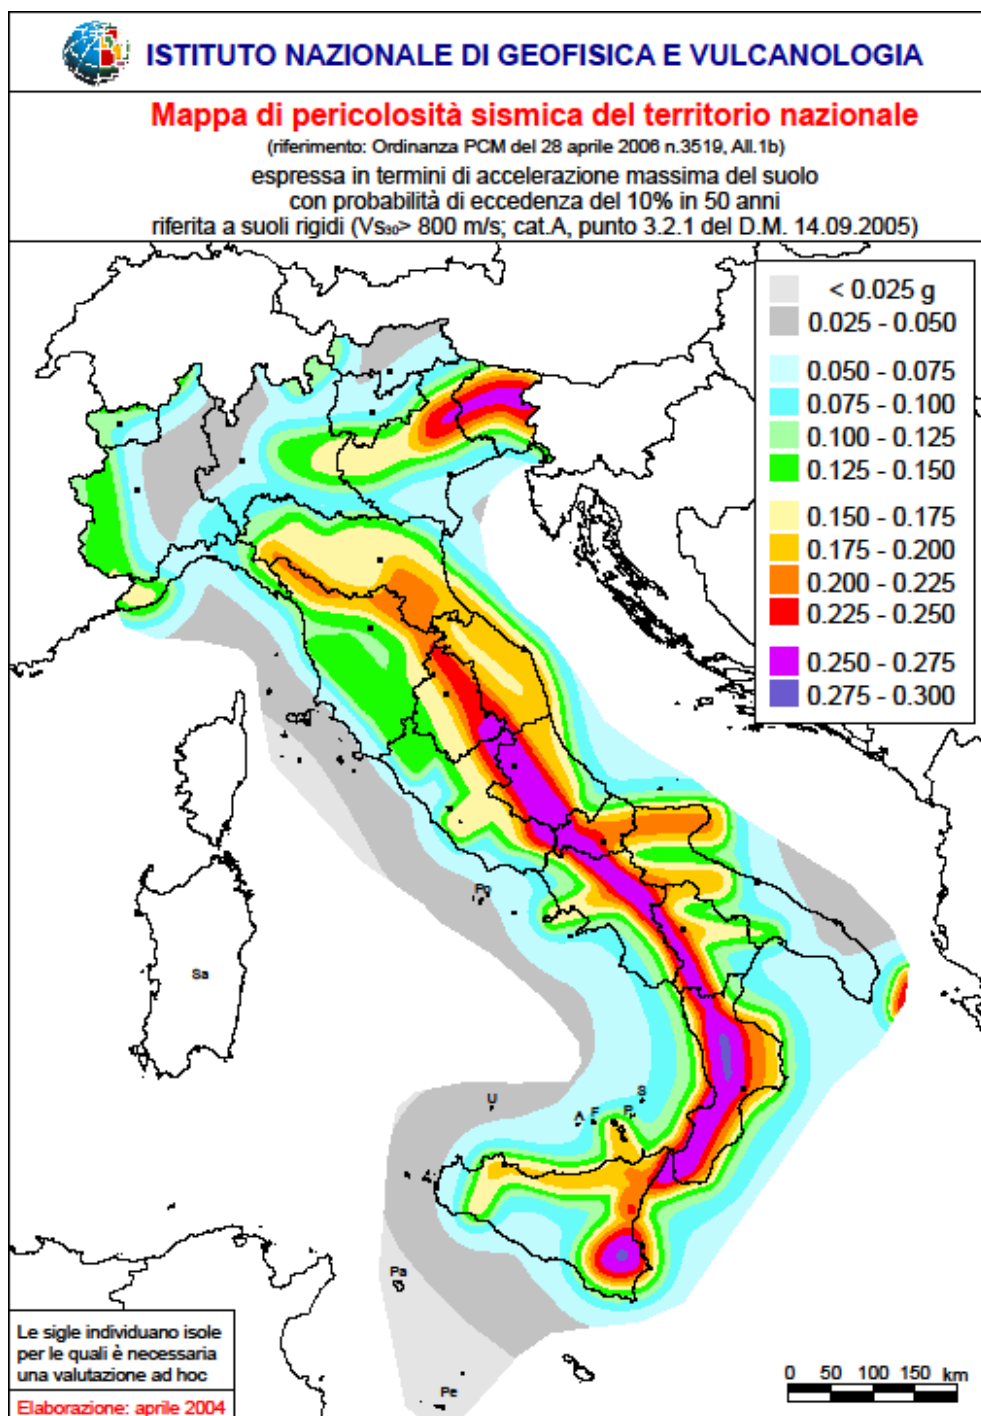 ISTITUTO NAZIONALE DI GEOFISICA E VULCANOLOGIA
Mappa di pericolosità sismica del territorio nazionale
(riferimento: Ordinanza PCM del 28 aprile 2006 n.3519, All.1b)
espressa in termini di accelerazione massima del suolo
con probabilità di eccedenza del 10% in 50 anni
riferita a suoli rigidi (Vs₃₀> 800 m/s; cat.A, punto 3.2.1 del D.M. 14.09.2005)
< 0.025 g
0.025 - 0.050
0.050 - 0.075
0.075 - 0.100
0.100 - 0.125
0.125 - 0.150
0.150 - 0.175
0.175 - 0.200
0.200 - 0.225
0.225 - 0.250
0.250 - 0.275
0.275 - 0.300
Po
Sa
U
S
A F P
Pa
Pe
Le sigle individuano isole
per le quali è necessaria
una valutazione ad hoc
Elaborazione: aprile 2004
0 50 100 150 km